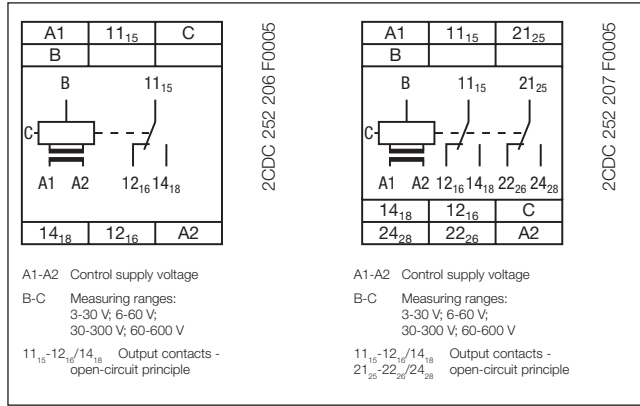 A1 11₁₅ C
B
B 11₁₅
C
A1 A2 12₁₆ 14₁₈
14₁₈ 12₁₆ A2
2CDC 252 206 F0005
A1-A2 Control supply voltage
B-C Measuring ranges:
3-30 V; 6-60 V;
30-300 V; 60-600 V
11₁₅-12₁₆/14₁₈ Output contacts -
open-circuit principle
A1 11₁₅ 21₂₅
B
B 11₁₅ 21₂₅
C
A1 A2 12₁₆ 14₁₈ 22₂₆ 24₂₈
14₁₈ 12₁₆ C
24₂₈ 22₂₆ A2
2CDC 252 207 F0005
A1-A2 Control supply voltage
B-C Measuring ranges:
3-30 V; 6-60 V;
30-300 V; 60-600 V
11₁₅-12₁₆/14₁₈ Output contacts -
21₂₅-22₂₆/24₂₈ open-circuit principle